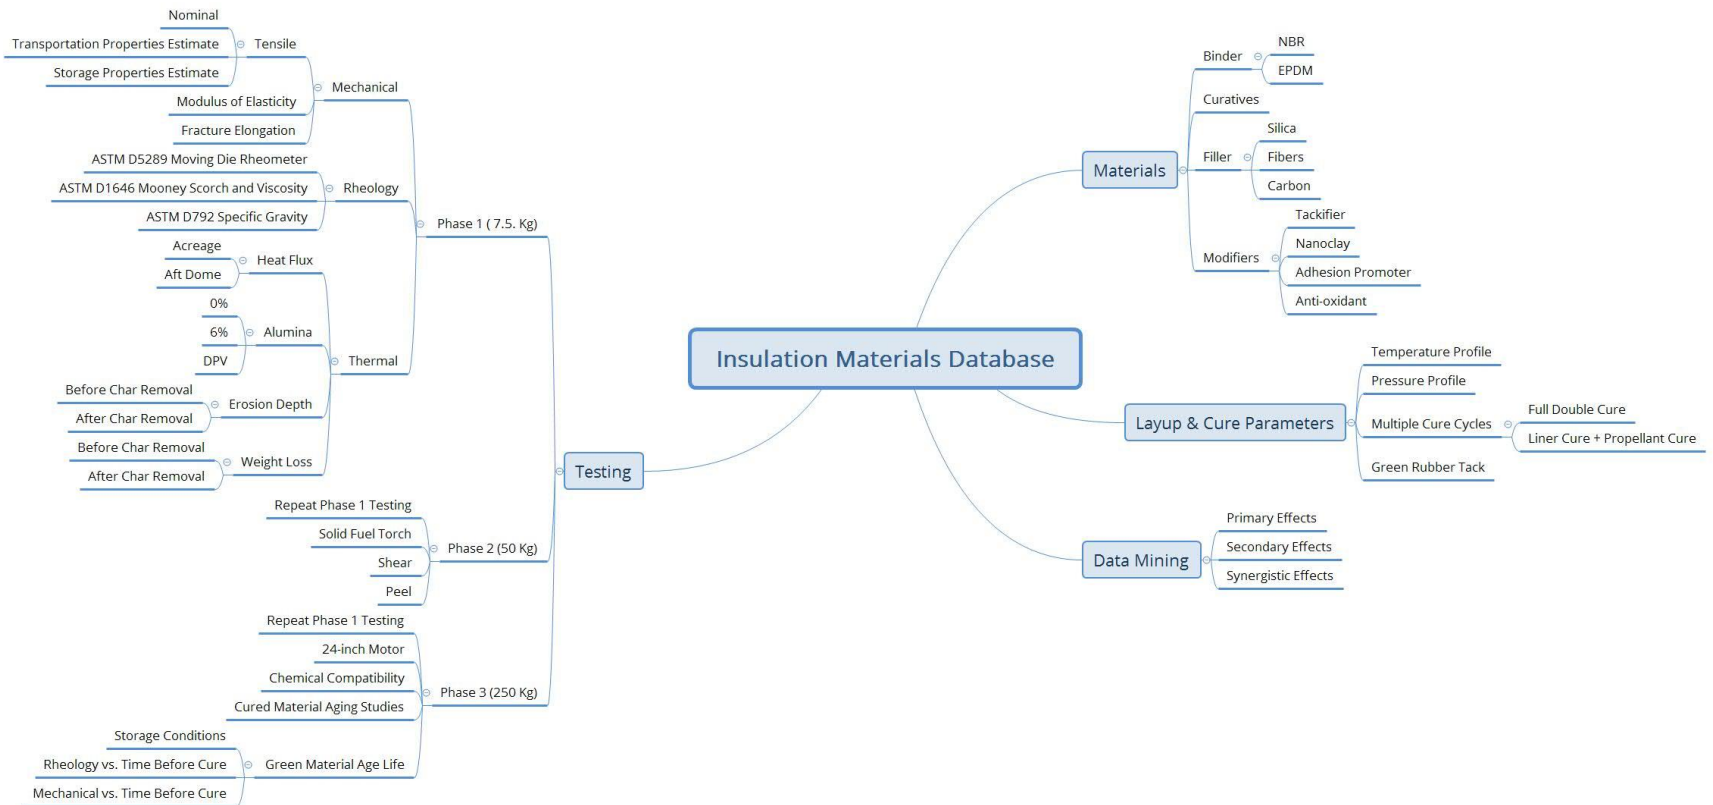 Nominal
Transportation Properties Estimate
Tensile
Storage Properties Estimate
Mechanical
Modulus of Elasticity
Fracture Elongation
ASTM D5289 Moving Die Rheometer
ASTM D1646 Mooney Scorch and Viscosity
Rheology
ASTM D792 Specific Gravity
Phase 1 ( 7.5. Kg)
Acreage
Heat Flux
Aft Dome
0%
6%
Alumina
DPV
Thermal
Before Char Removal
Erosion Depth
After Char Removal
Before Char Removal
Weight Loss
After Char Removal
Testing
Repeat Phase 1 Testing
Solid Fuel Torch
Phase 2 (50 Kg)
Shear
Peel
Repeat Phase 1 Testing
24-inch Motor
Chemical Compatibility
Phase 3 (250 Kg)
Cured Material Aging Studies
Storage Conditions
Rheology vs. Time Before Cure
Green Material Age Life
Mechanical vs. Time Before Cure
Insulation Materials Database
Materials
Binder
NBR
EPDM
Curatives
Filler
Silica
Fibers
Carbon
Modifiers
Tackifier
Nanoclay
Adhesion Promoter
Anti-oxidant
Layup & Cure Parameters
Temperature Profile
Pressure Profile
Multiple Cure Cycles
Full Double Cure
Liner Cure + Propellant Cure
Green Rubber Tack
Data Mining
Primary Effects
Secondary Effects
Synergistic Effects